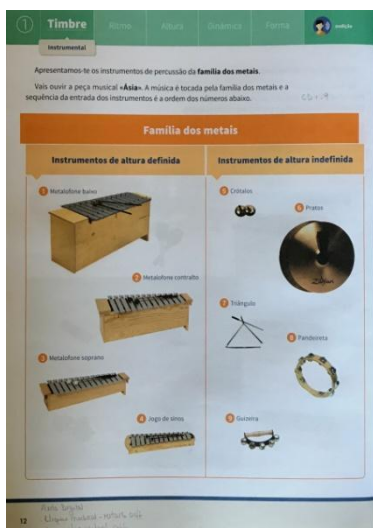 1 Timbre Ritmo Altura Dinâmica Forma audição
Instrumental
Apresentamos-te os instrumentos de percussão da família dos metais.
Vais ouvir a peça musical «Ásia». A música é tocada pela família dos metais e a
sequência da entrada dos instrumentos é a ordem dos números abaixo.
Família dos metais
Instrumentos de altura definida
1 Metalofone baixo
2 Metalofone contralto
3 Metalofone soprano
4 Jogo de sinos
Instrumentos de altura indefinida
5 Crótalos
6 Pratos
7 Triângulo
8 Pandeireta
9 Guizeira
12